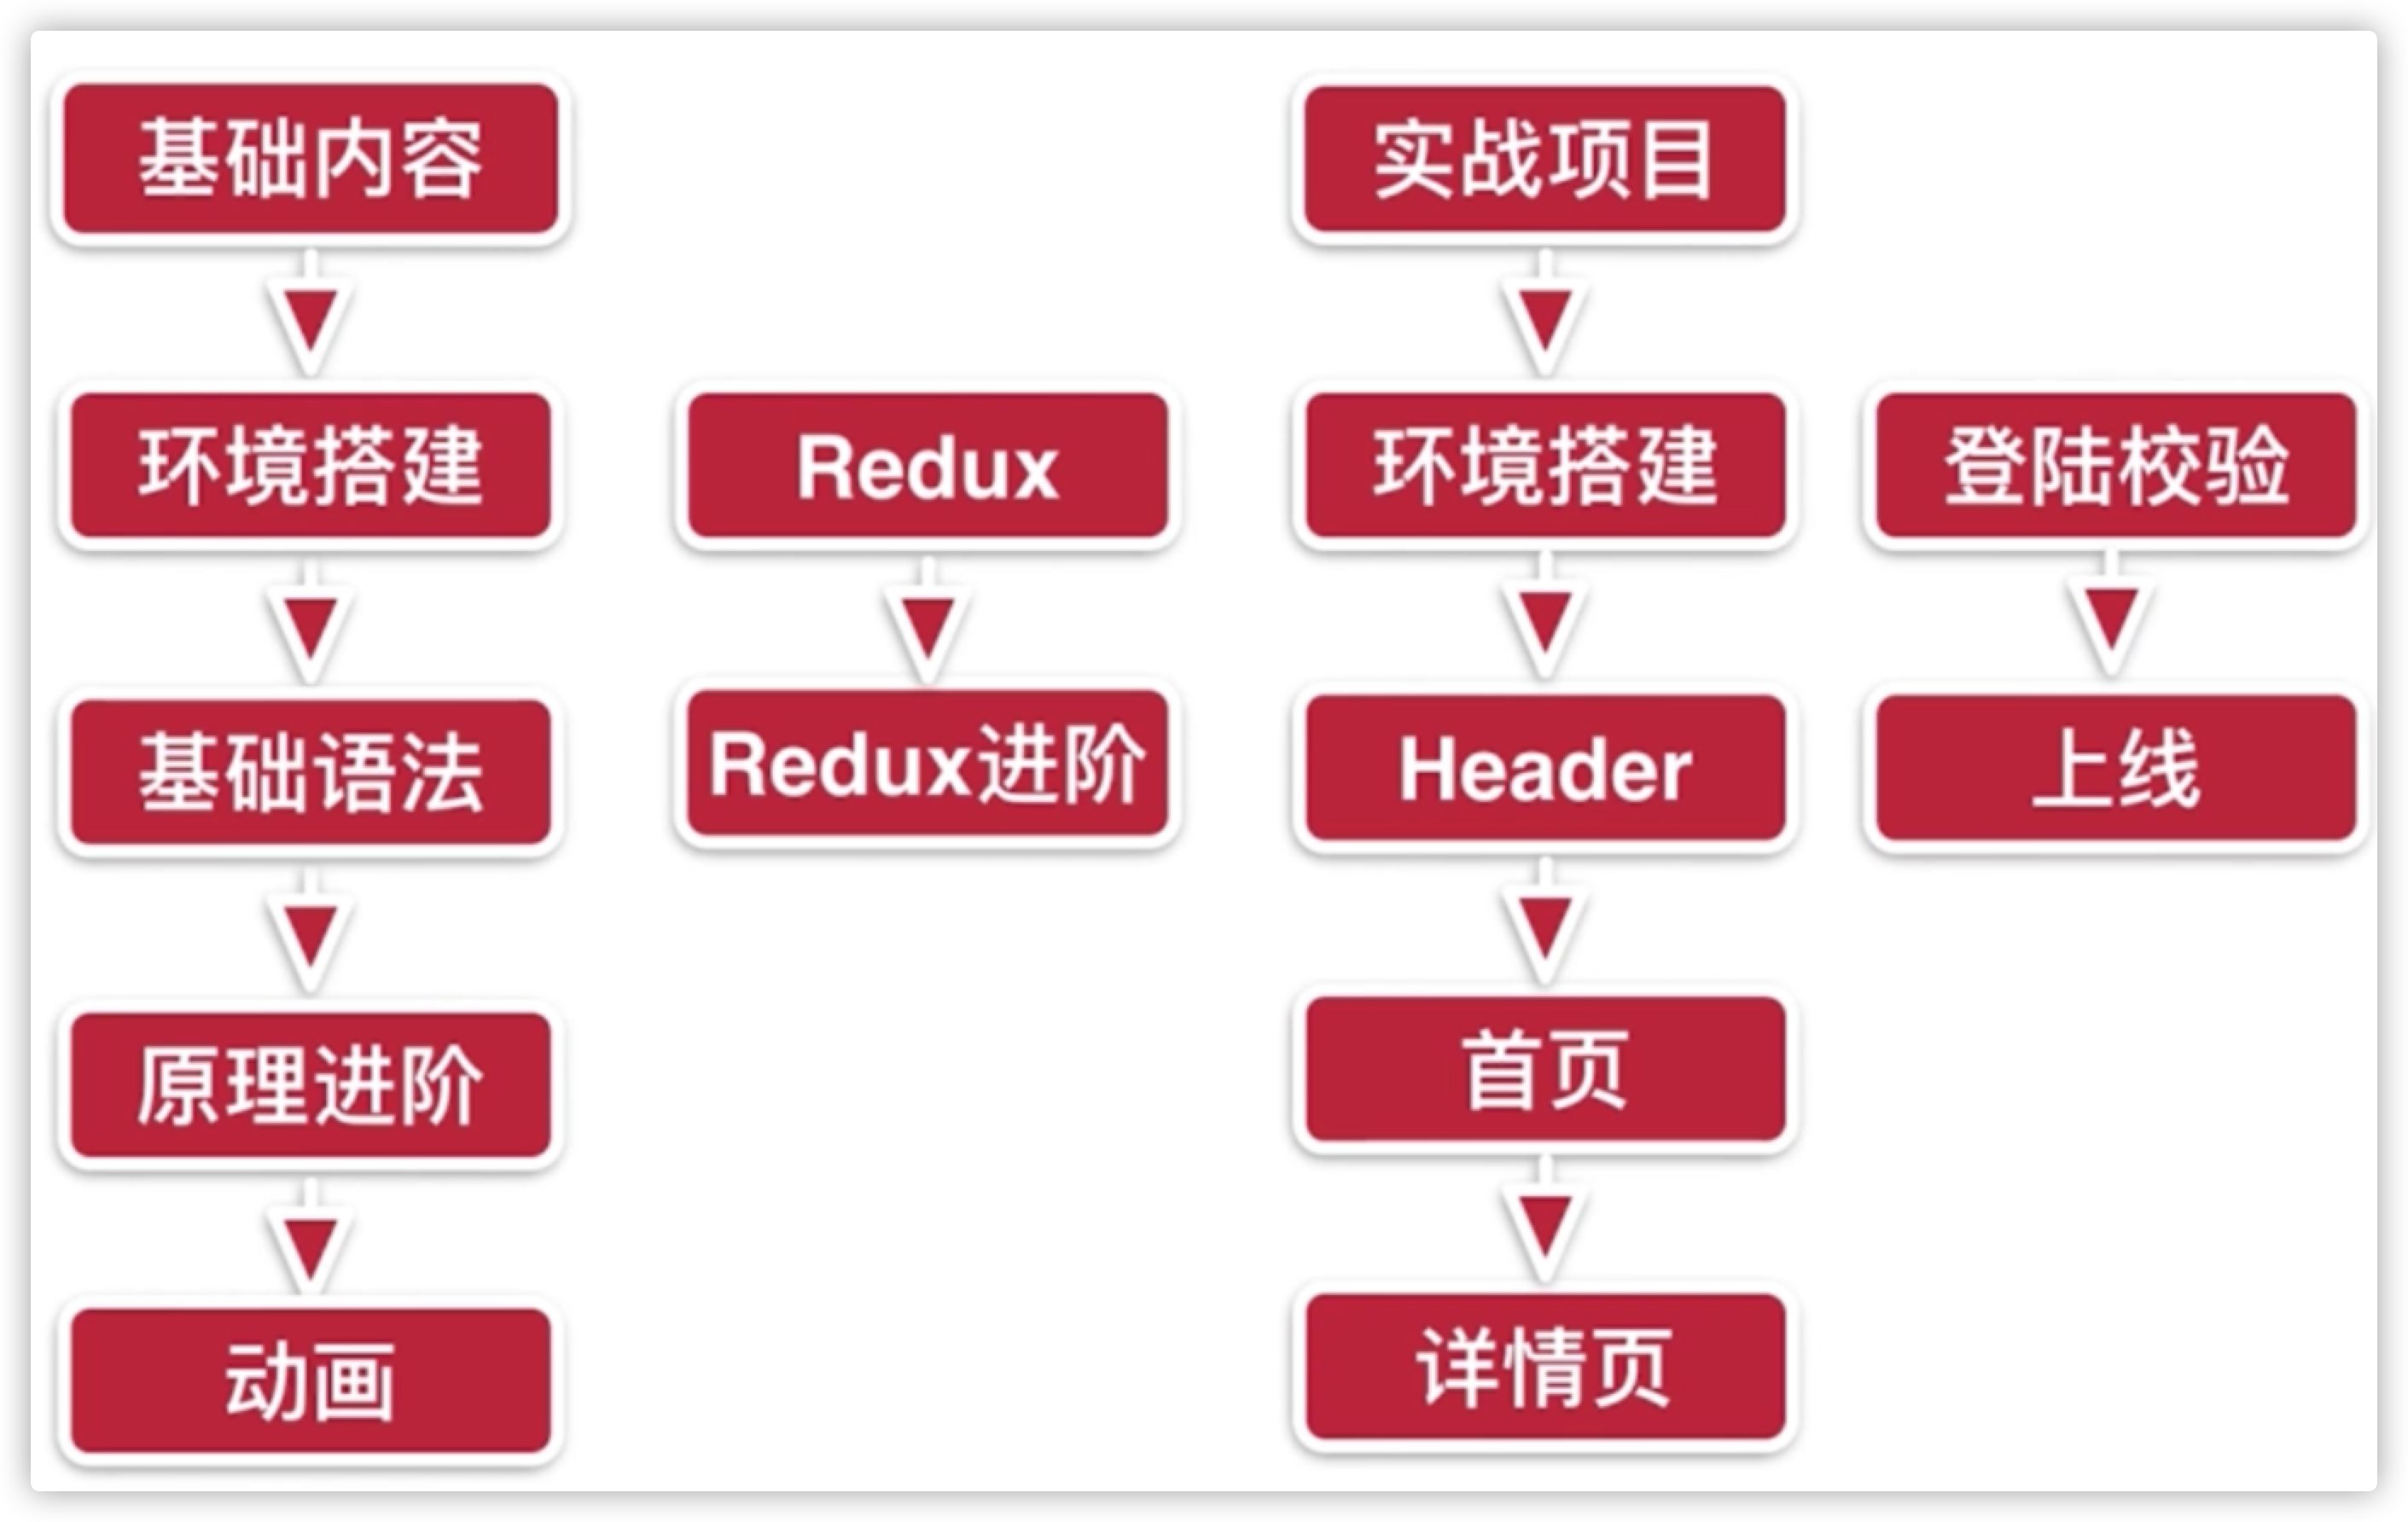 基础内容
环境搭建
基础语法
原理进阶
动画
Redux
Redux进阶
实战项目
环境搭建
Header
首页
详情页
登陆校验
上线